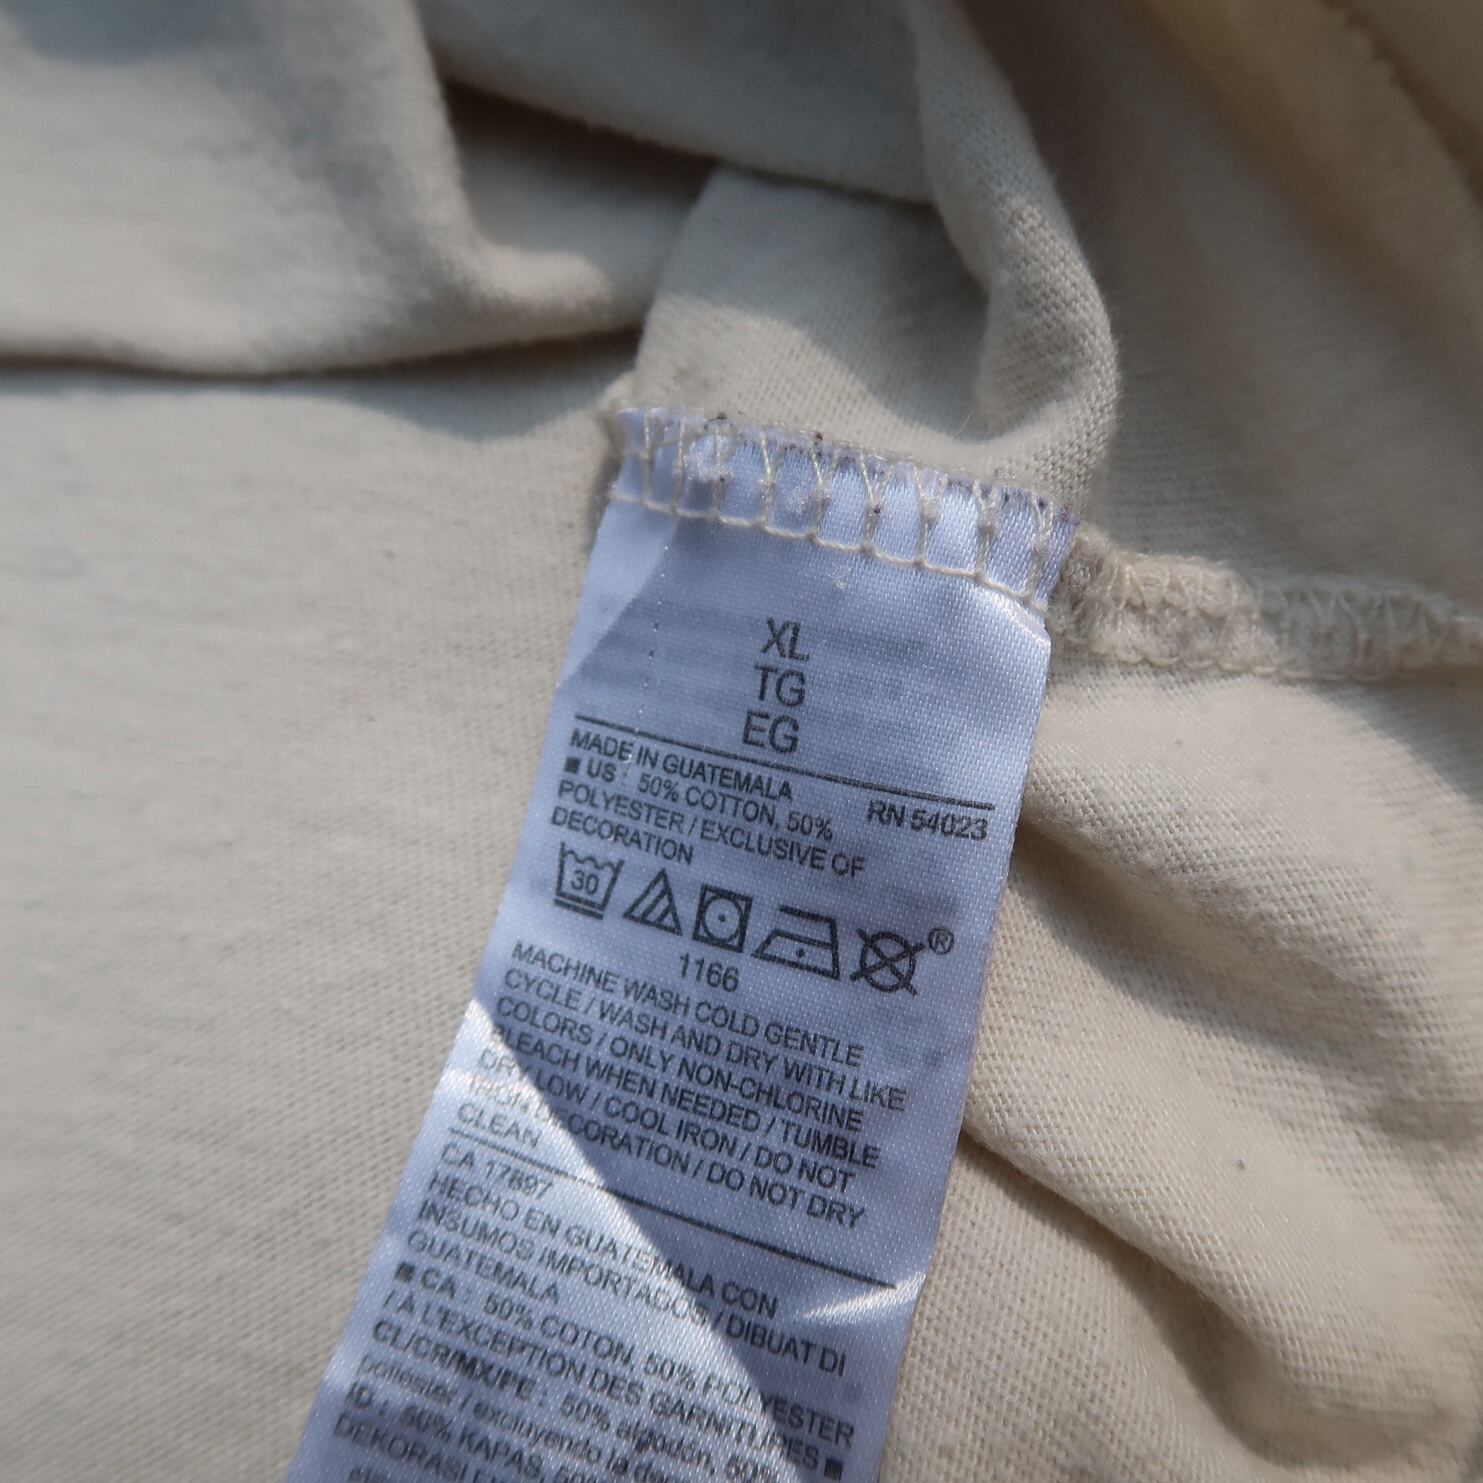 XL
TG
EG
MADE IN GUATEMALA
RN 54023
■ US : 50% COTTON, 50%
POLYESTER / EXCLUSIVE OF
DECORATION
30
®
1166
MACHINE WASH COLD GENTLE
CYCLE / WASH AND DRY WITH LIKE
COLORS / ONLY NON-CHLORINE
BLEACH WHEN NEEDED / TUMBLE
DRY LOW / COOL IRON / DO NOT
IRON DECORATION / DO NOT DRY
CLEAN
CA 17897
HECHO EN GUATEMALA CON
INSUMOS IMPORTADOS / DIBUAT DI
GUATEMALA
■ CA : 50% COTON, 50% POLYESTER
/ À L'EXCEPTION DES GARNITURES ■
CL/CR/MX/PE : 50% algodón, 50%
poliéster / excluyendo la
ID : 50% KAPAS, 50%
DEKORASI